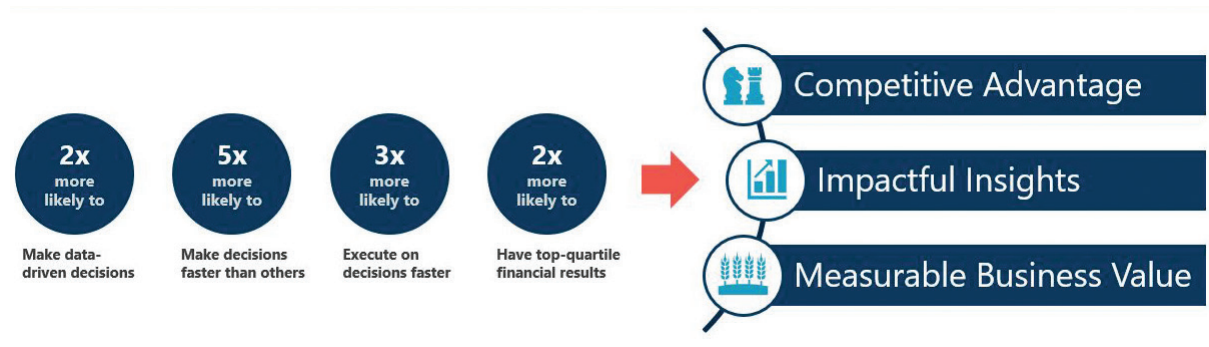 2x
more
likely to
Make data-
driven decisions
5x
more
likely to
Make decisions
faster than others
3x
more
likely to
Execute on
decisions faster
2x
more
likely to
Have top-quartile
financial results
Competitive Advantage
Impactful Insights
Measurable Business Value